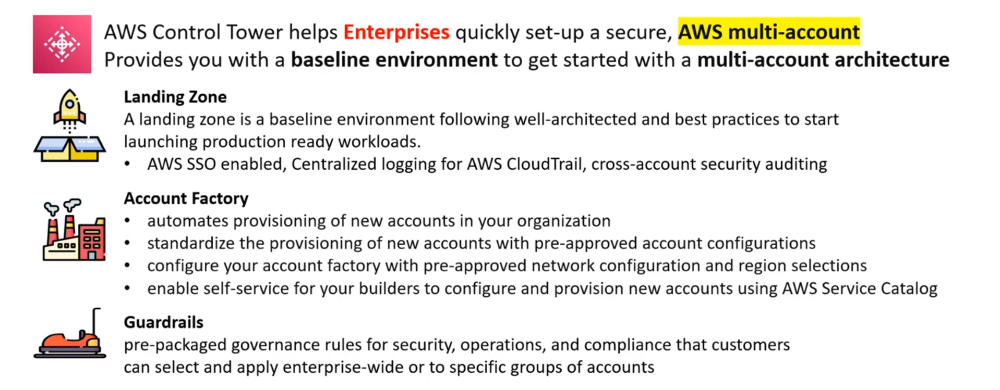 AWS Control Tower helps Enterprises quickly set-up a secure, AWS multi-account
Provides you with a baseline environment to get started with a multi-account architecture
Landing Zone
A landing zone is a baseline environment following well-architected and best practices to start
launching production ready workloads.
• AWS SSO enabled, Centralized logging for AWS CloudTrail, cross-account security auditing
Account Factory
• automates provisioning of new accounts in your organization
• standardize the provisioning of new accounts with pre-approved account configurations
• configure your account factory with pre-approved network configuration and region selections
• enable self-service for your builders to configure and provision new accounts using AWS Service Catalog
Guardrails
pre-packaged governance rules for security, operations, and compliance that customers
can select and apply enterprise-wide or to specific groups of accounts